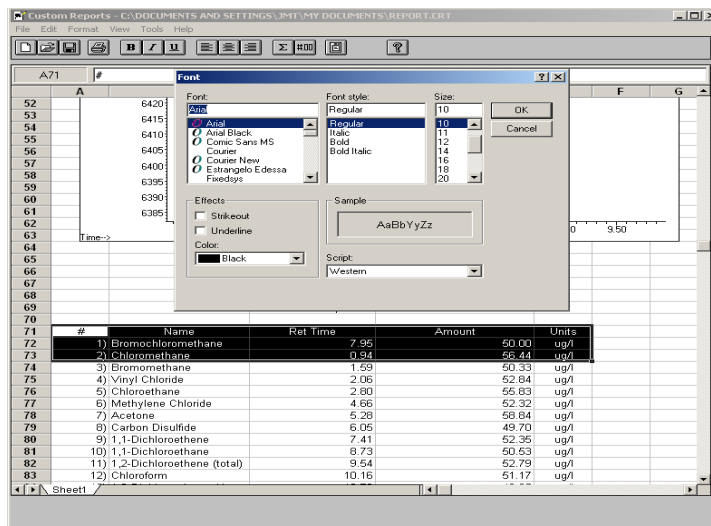 Custom Reports - C:\DOCUMENTS AND SETTINGS\JMT\MY DOCUMENTS\REPORT.CRT
File Edit Format View Tools Help
B I U Σ #00 ?
A71 #
Font
Font: Font style: Size:
Arial Regular 10 OK
Cancel
Arial Regular 10
Arial Black Italic 11
Comic Sans MS Bold 12
Courier Bold Italic 14
Courier New 16
Estrangelo Edessa 18
Fixedsys 20
Effects Sample
Strikeout
Underline
AaBbYyZz
Color:
Black
Script:
Western
A F G
52 6420
53 6415
54 6410
55
56 6405
57 6400
58 6395
59
60 6390
61 6385
62 0 9.50
63 Time-->
64
65
66
67
68
69
70
71 # Name Ret Time Amount Units
72 1) Bromochloromethane 7.95 50.00 ug/l
73 2) Chloromethane 0.94 56.44 ug/l
74 3) Bromomethane 1.59 50.33 ug/l
75 4) Vinyl Chloride 2.06 52.84 ug/l
76 5) Chloroethane 2.80 55.83 ug/l
77 6) Methylene Chloride 4.66 52.32 ug/l
78 7) Acetone 5.28 58.84 ug/l
79 8) Carbon Disulfide 6.05 49.70 ug/l
80 9) 1,1-Dichloroethene 7.41 52.35 ug/l
81 10) 1,1-Dichloroethane 8.73 50.53 ug/l
82 11) 1,2-Dichloroethene (total) 9.54 52.79 ug/l
83 12) Chloroform 10.16 51.17 ug/l
Sheet1